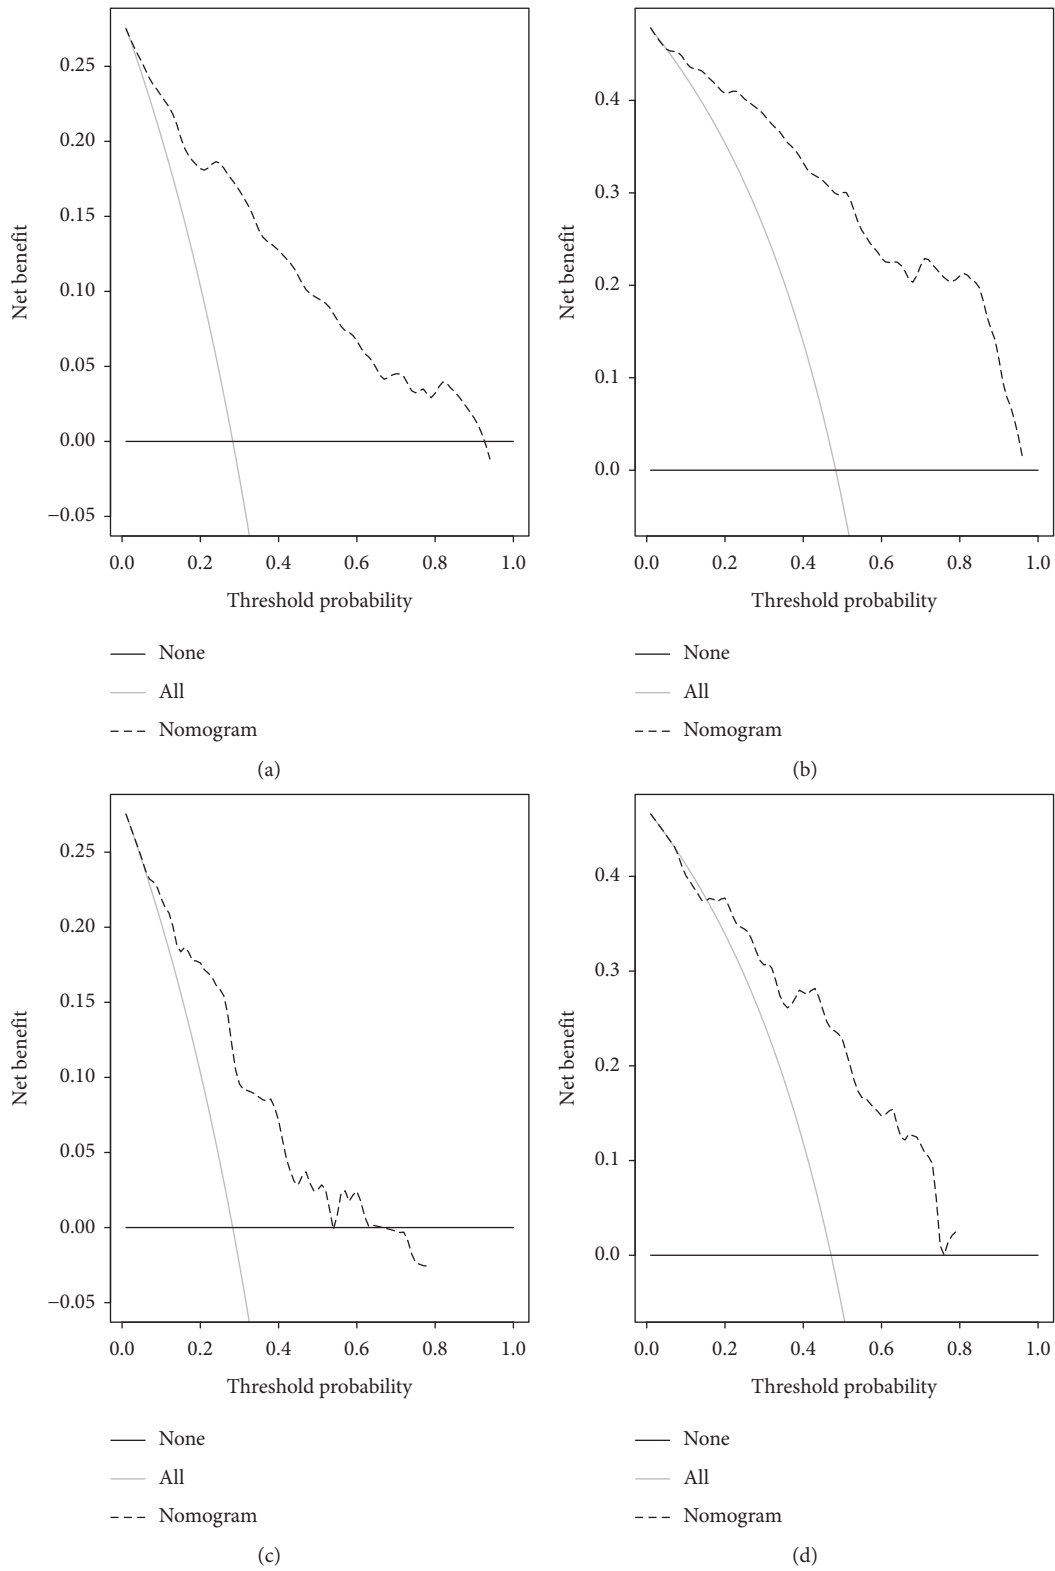 0.25
0.20
0.15
0.10
0.05
0.00
−0.05
Net benefit
0.0 0.2 0.4 0.6 0.8 1.0
Threshold probability
None
All
Nomogram
(a)
0.4
0.3
0.2
0.1
0.0
Net benefit
0.0 0.2 0.4 0.6 0.8 1.0
Threshold probability
None
All
Nomogram
(b)
0.25
0.20
0.15
0.10
0.05
0.00
−0.05
Net benefit
0.0 0.2 0.4 0.6 0.8 1.0
Threshold probability
None
All
Nomogram
(c)
0.4
0.3
0.2
0.1
0.0
Net benefit
0.0 0.2 0.4 0.6 0.8 1.0
Threshold probability
None
All
Nomogram
(d)